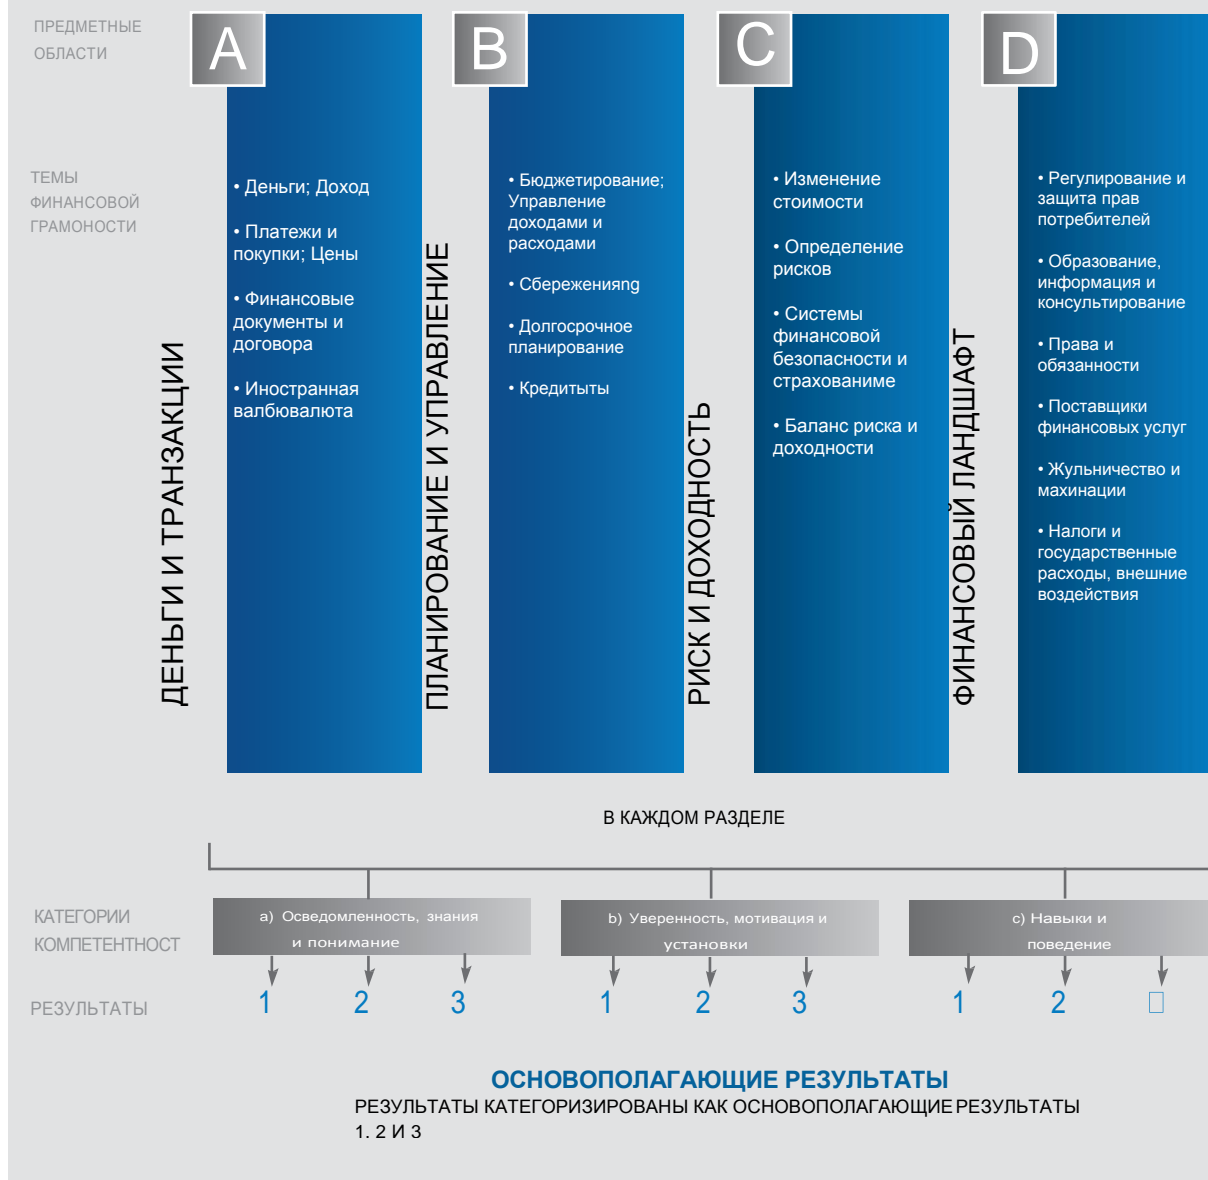 ПРЕДМЕТНЫЕ
ОБЛАСТИ
A
B
C
D
ТЕМЫ
ФИНАНСОВОЙ
ГРАМОНОСТИ
ДЕНЬГИ И ТРАНЗАКЦИИ
• Деньги; Доход
• Платежи и
покупки; Цены
• Финансовые
документы и
договора
• Иностранная
валбювалюта
ПЛАНИРОВАНИЕ И УПРАВЛЕНИЕ
• Бюджетирование;
Управление
доходами и
расходами
• Сбереженияng
• Долгосрочное
планирование
• Кредитыты
РИСК И ДОХОДНОСТЬ
• Изменение
стоимости
• Определение
рисков
• Системы
финансовой
безопасности и
страхованиме
• Баланс риска и
доходности
ФИНАНСОВЫЙ ЛАНДШАФТ
• Регулирование и
защита прав
потребителей
• Образование,
информация и
консультирование
• Права и
обязанности
• Поставщики
финансовых услуг
• Жульничество и
махинации
• Налоги и
государственные
расходы, внешние
воздействия
В КАЖДОМ РАЗДЕЛЕ
КАТЕГОРИИ
КОМПЕТЕНТНОСТ
a) Осведомленность, знания
и понимание
b) Уверенность, мотивация и
установки
c) Навыки и
поведение
РЕЗУЛЬТАТЫ
1 2 3
1 2 3
1 2 □
ОСНОВОПОЛАГАЮЩИЕ РЕЗУЛЬТАТЫ
РЕЗУЛЬТАТЫ КАТЕГОРИЗИРОВАНЫ КАК ОСНОВОПОЛАГАЮЩИЕ РЕЗУЛЬТАТЫ
1. 2 И 3